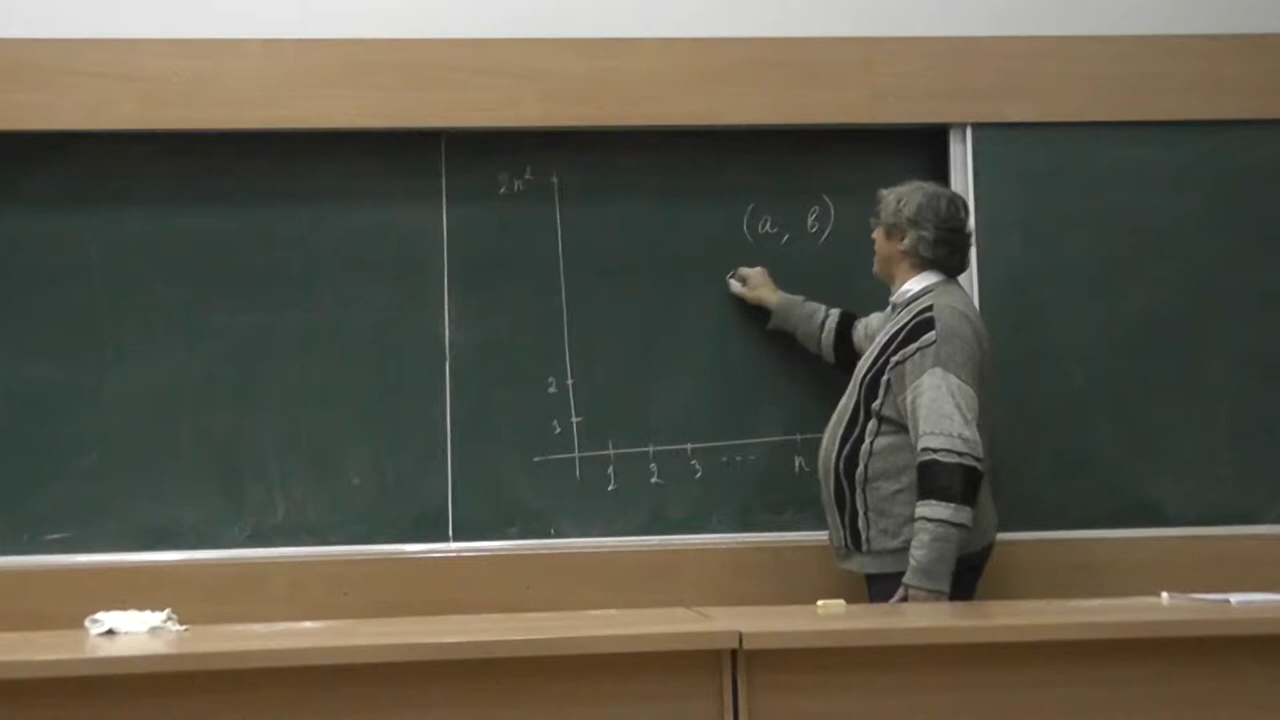 2n²
(a, b)
2
1
1 2 3 ... n